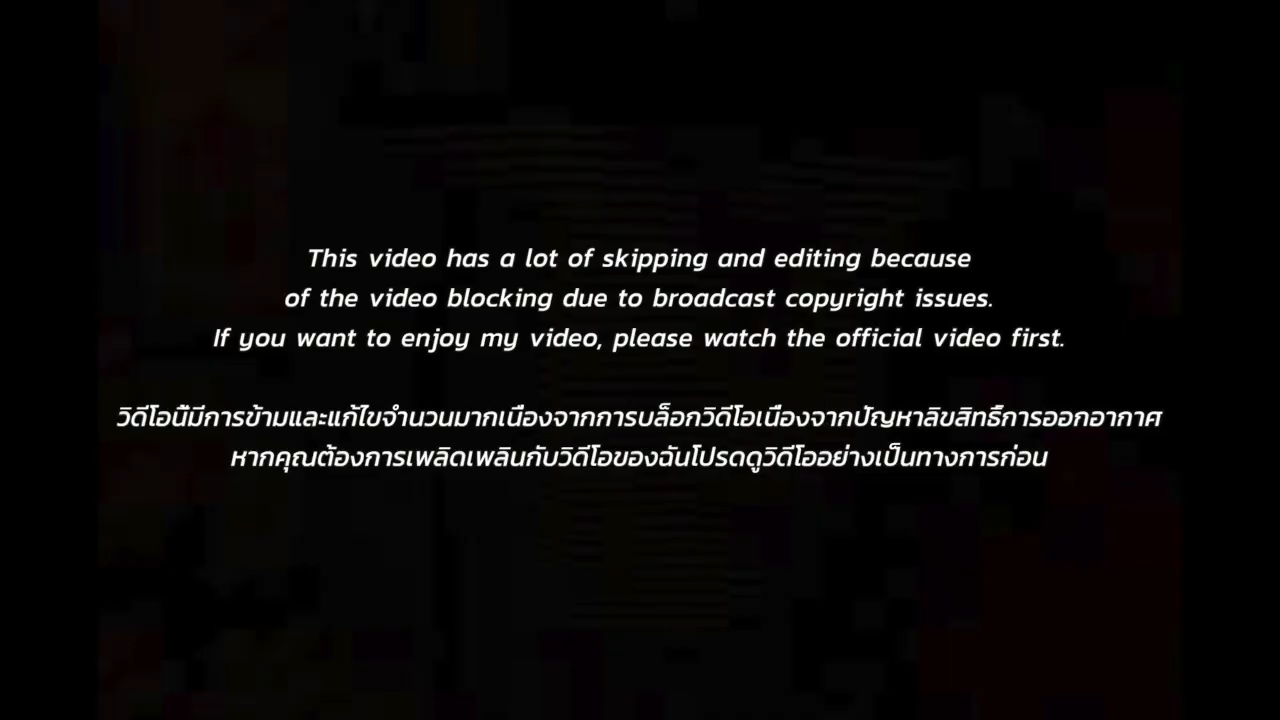 This video has a lot of skipping and editing because
of the video blocking due to broadcast copyright issues.
If you want to enjoy my video, please watch the official video first.
วิดีโอนี้มีการข้ามและแก้ไขจำนวนมากเนื่องจากการบล็อกวิดีโอเนื่องจากปัญหาลิขสิทธิ์การออกอากาศ
หากคุณต้องการเพลิดเพลินกับวิดีโอของฉันโปรดดูวิดีโออย่างเป็นทางการก่อน